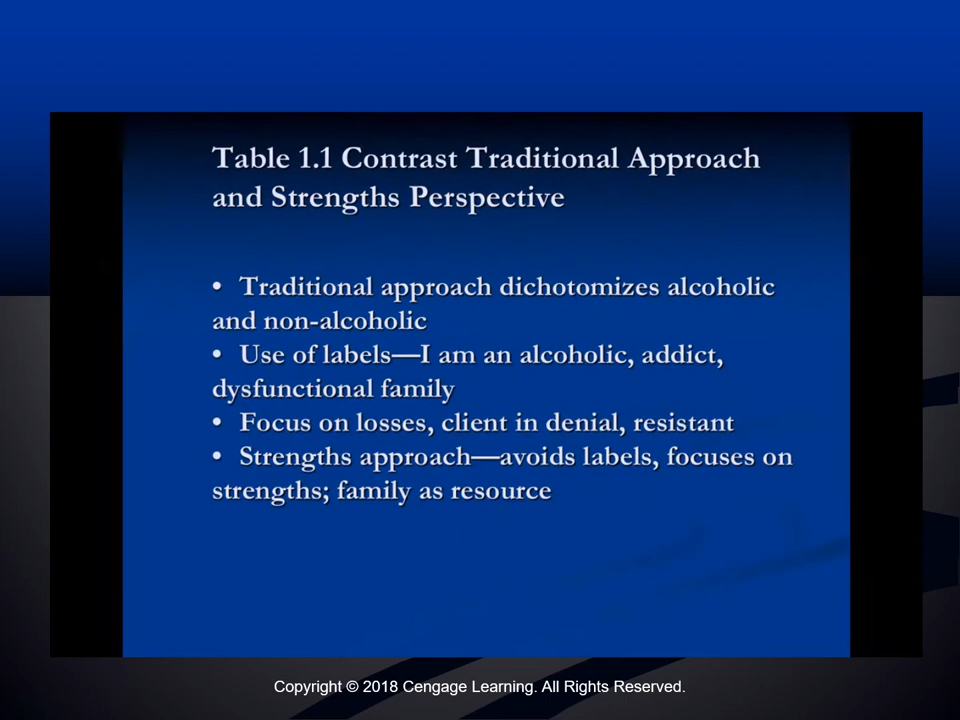 Table 1.1 Contrast Traditional Approach
and Strengths Perspective
• Traditional approach dichotomizes alcoholic
and non-alcoholic
• Use of labels—I am an alcoholic, addict,
dysfunctional family
• Focus on losses, client in denial, resistant
• Strengths approach—avoids labels, focuses on
strengths; family as resource
Copyright © 2018 Cengage Learning. All Rights Reserved.